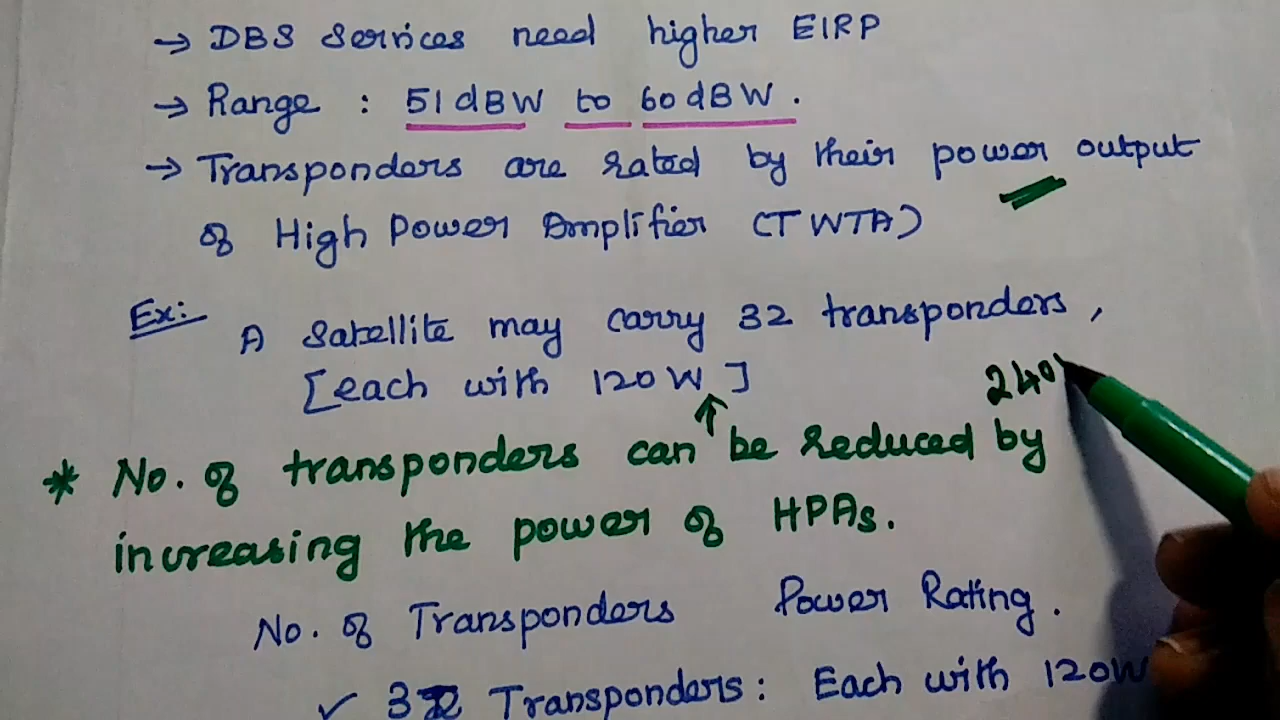 → DBS Services need higher EIRP
→ Range : 51 dBW to 60 dBW .
→ Transponders are rated by their power output
of High Power Amplifier (TWTA)
Ex: A Satellite may carry 32 transponders,
[each with 120 W]
↑
240
* No. of transponders can be reduced by
increasing the power of HPAs.
No. of Transponders Power Rating .
✓ 32 Transponders : Each with 120W